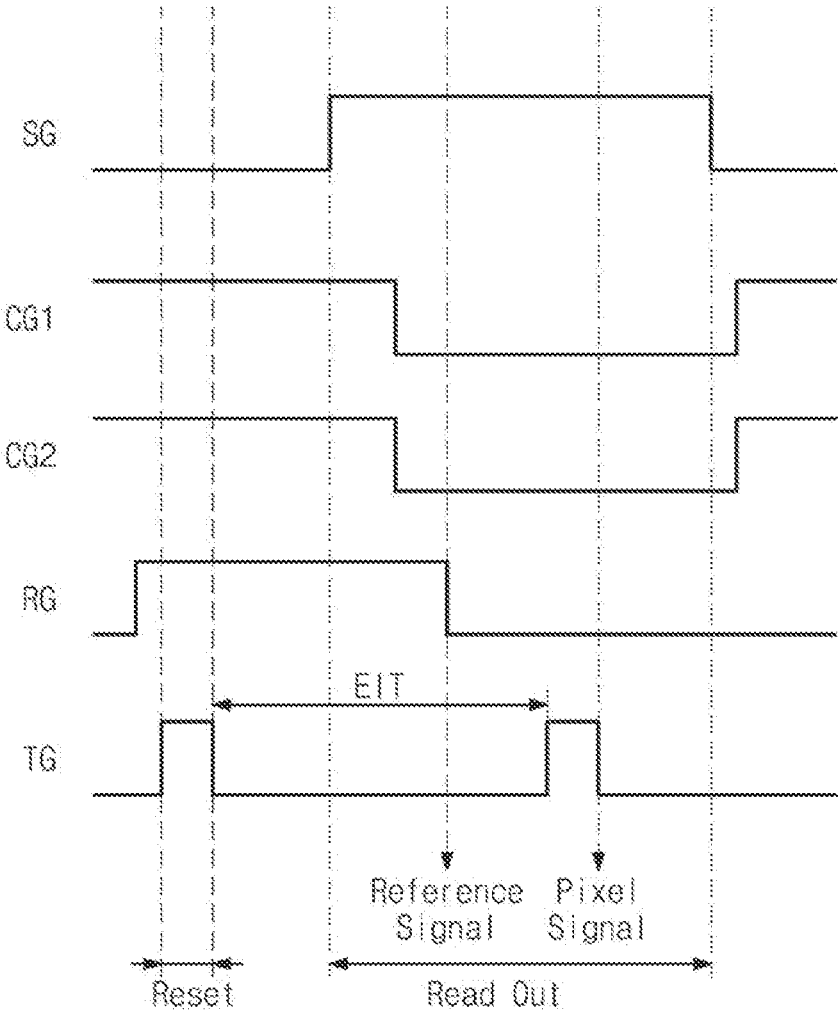 SG
CG1
CG2
RG
EIT
TG
Reference
Signal
Pixel
Signal
Reset
Read Out